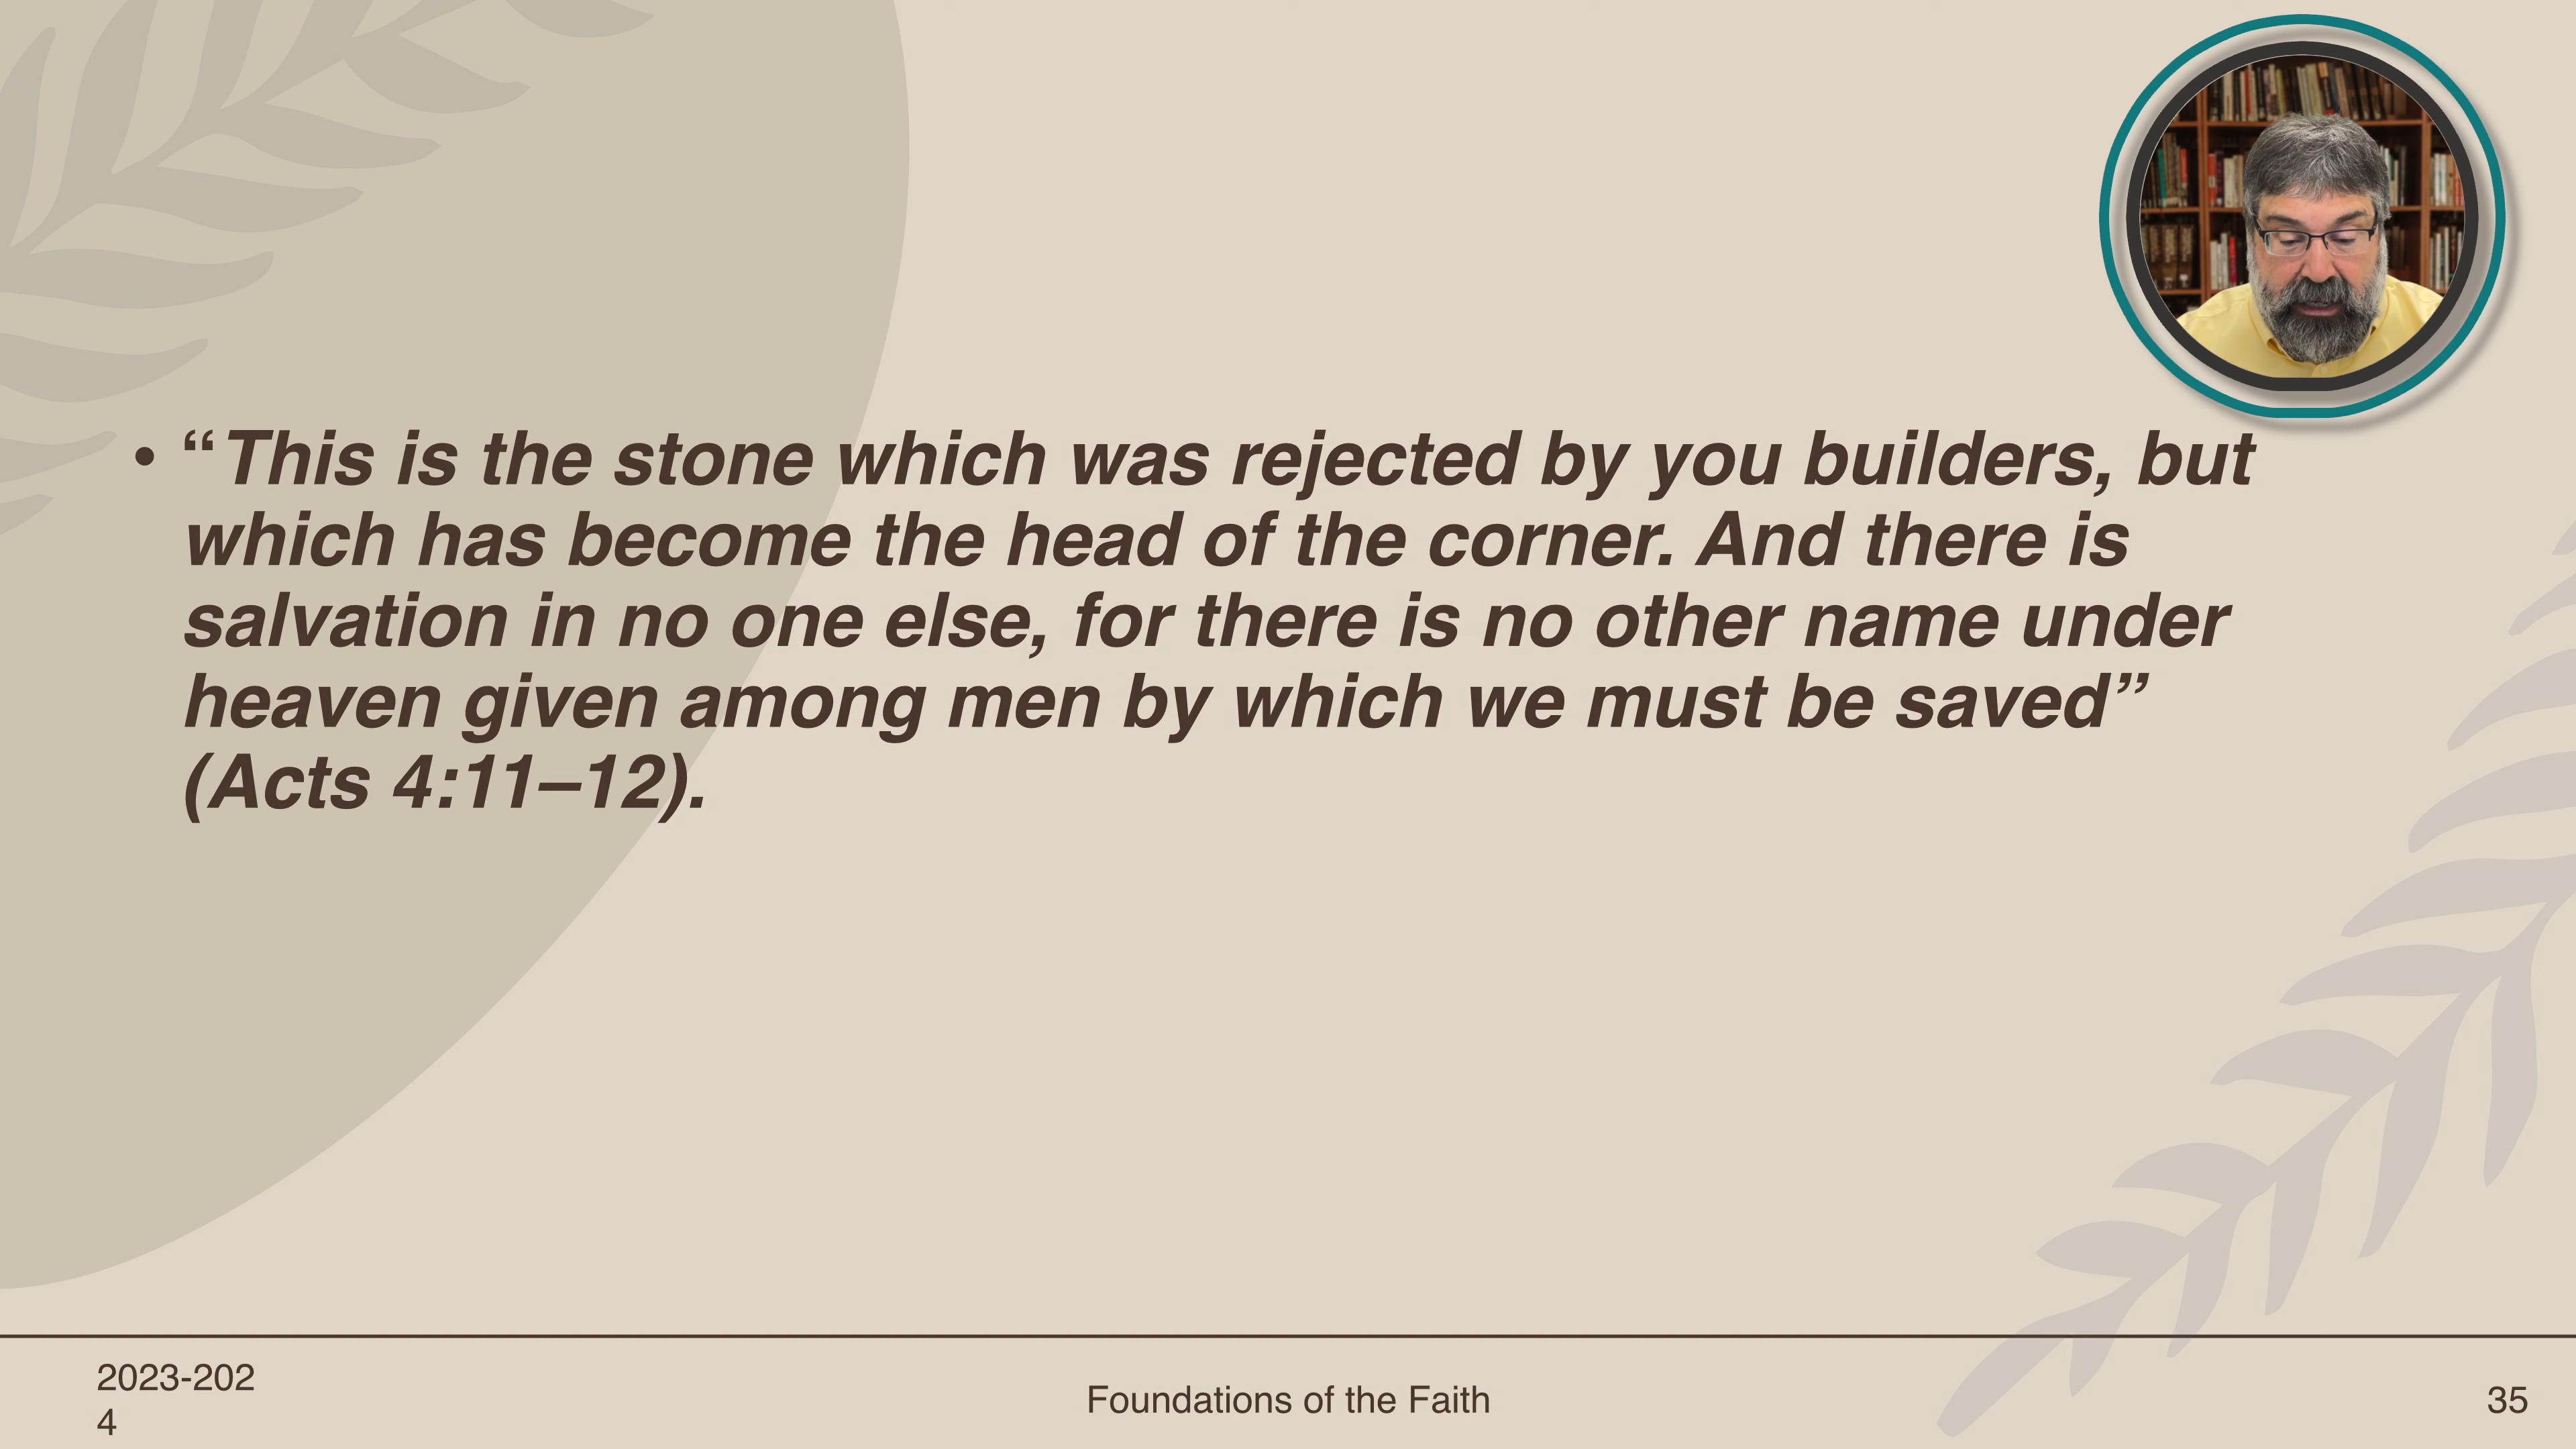 • “This is the stone which was rejected by you builders, but
which has become the head of the corner. And there is
salvation in no one else, for there is no other name under
heaven given among men by which we must be saved”
(Acts 4:11–12).
2023-202
4
Foundations of the Faith
35